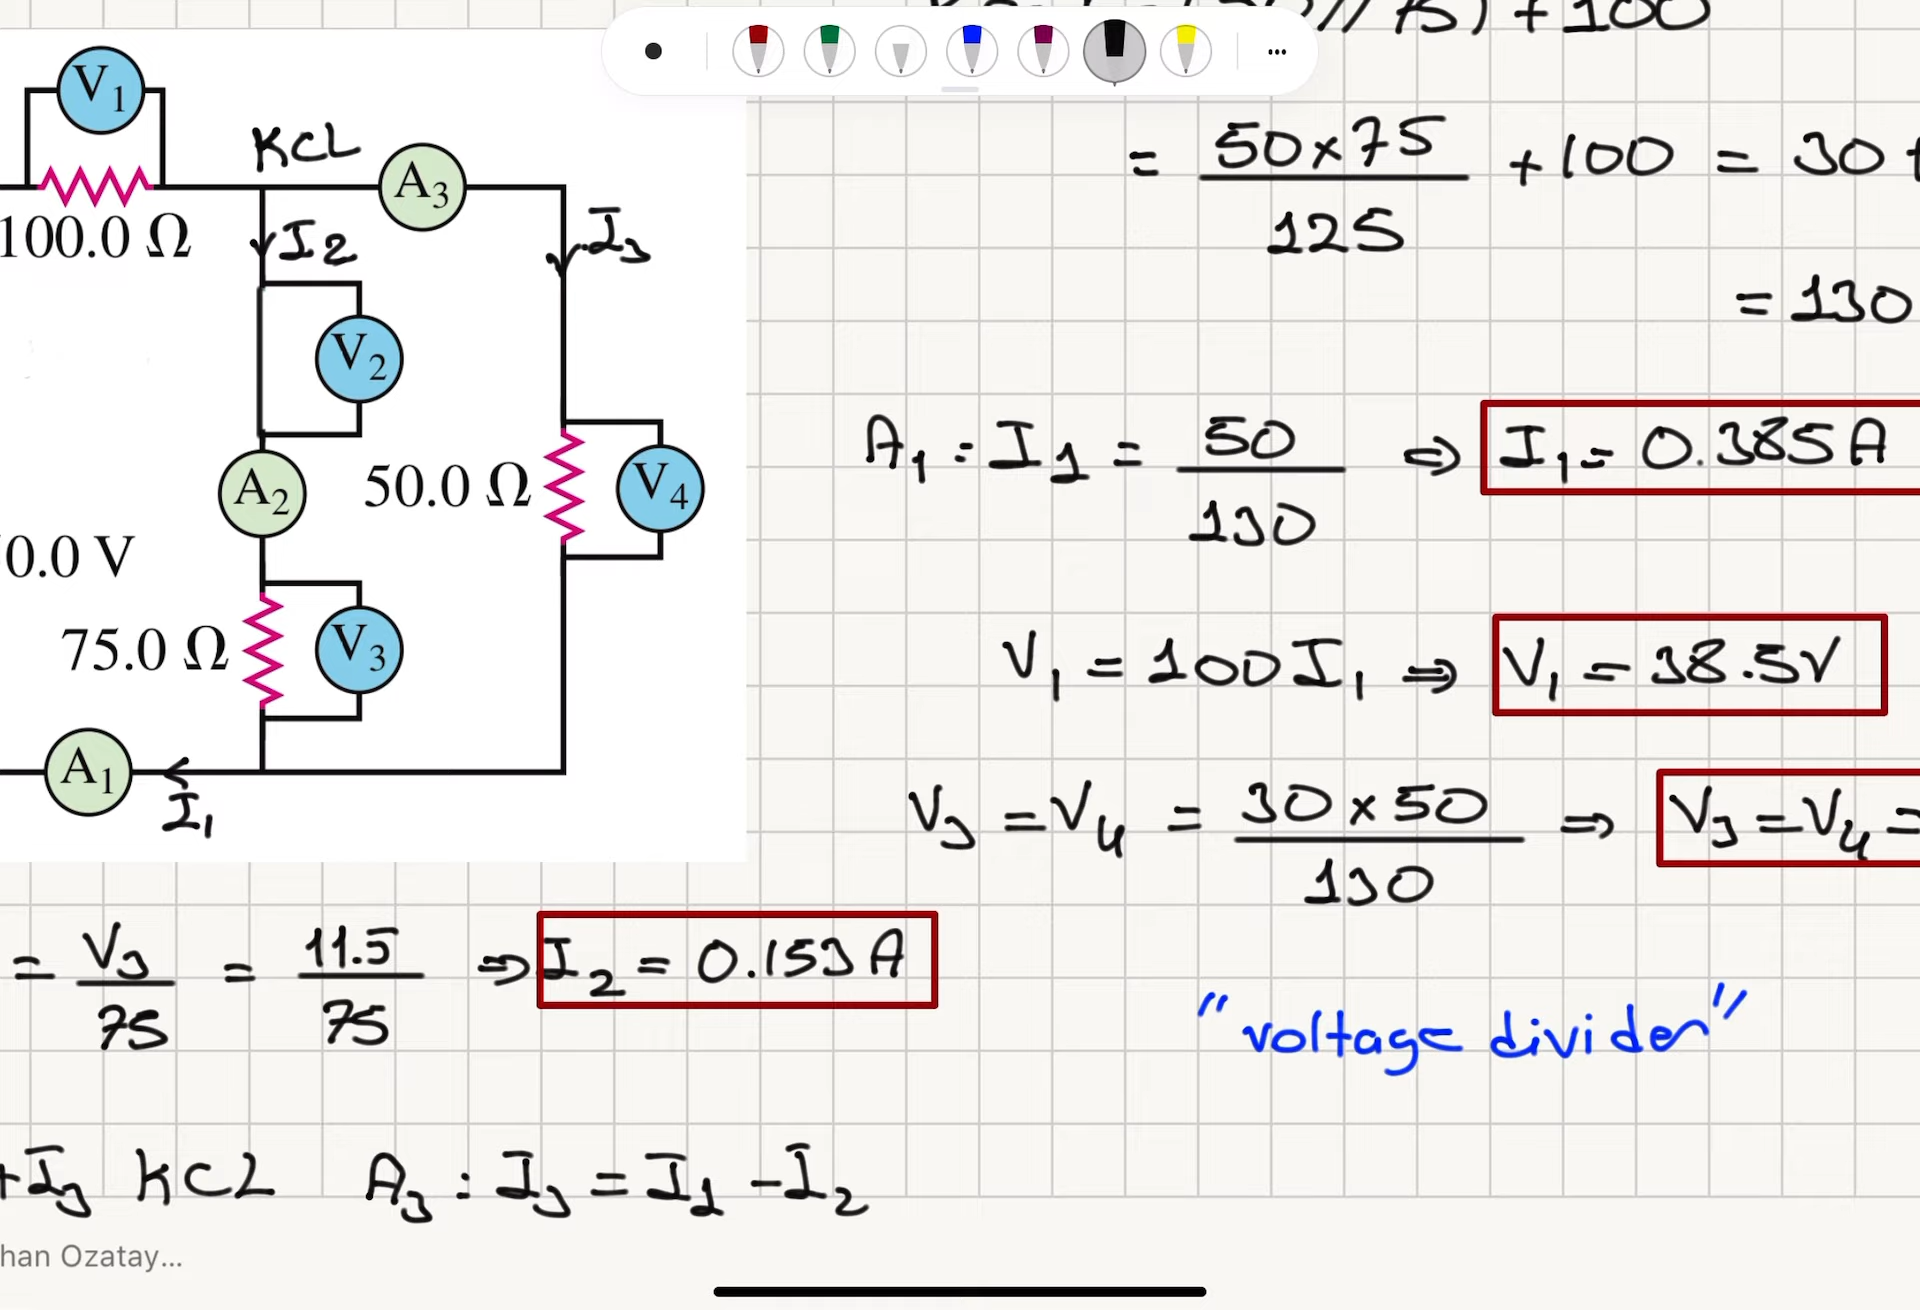 // 75) + 100
V1
KCL
A3
100.0 Ω
I2
I3
V2
A2
50.0 Ω
V4
0.0 V
75.0 Ω
V3
A1
I1
= 50×75 / 125 + 100 = 30 +
= 130
A1 : I1 = 50 / 130 ⇒ I1 = 0.385 A
V1 = 100 I1 ⇒ V1 = 38.5V
V3 = V4 = 30 × 50 / 130 ⇒ V3 = V4 =
= V3 / 75 = 11.5 / 75 ⇒ I2 = 0.153 A
"voltage divider"
+I3 KCL A3 : I3 = I1 - I2
han Ozatay...